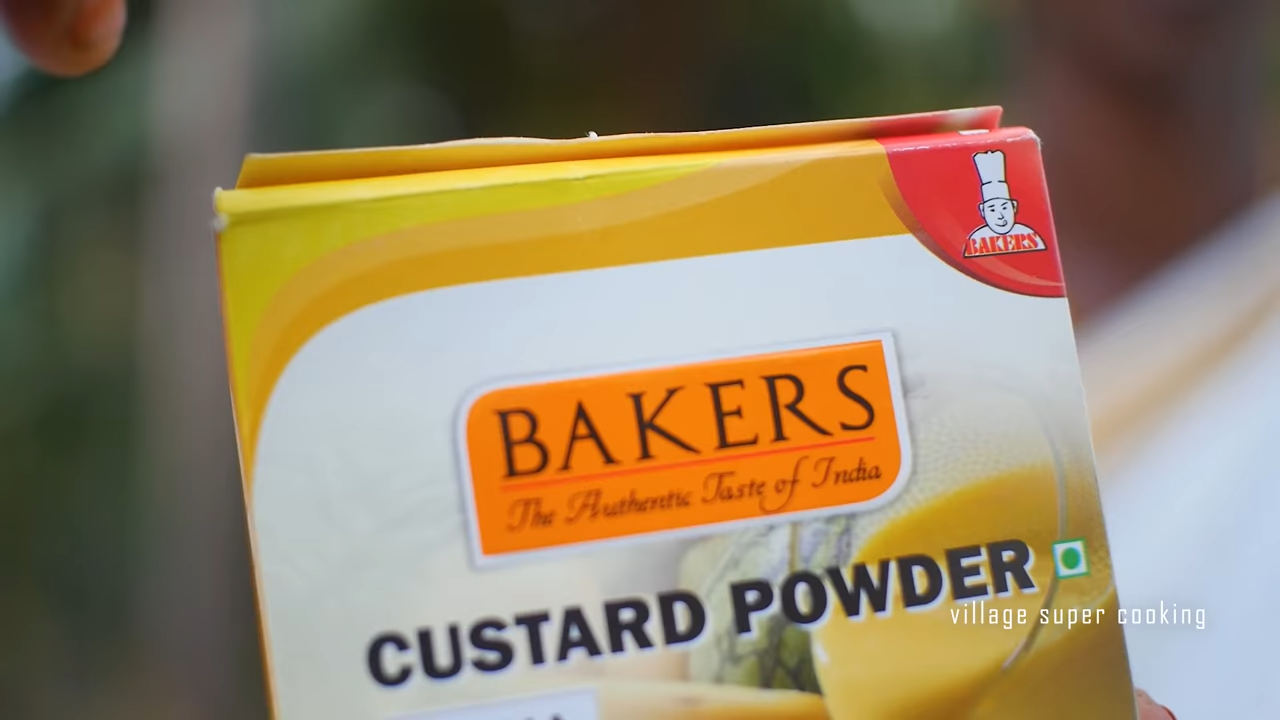 BAKERS
BAKERS
The Authentic Taste of India
CUSTARD POWDER
village super cooking